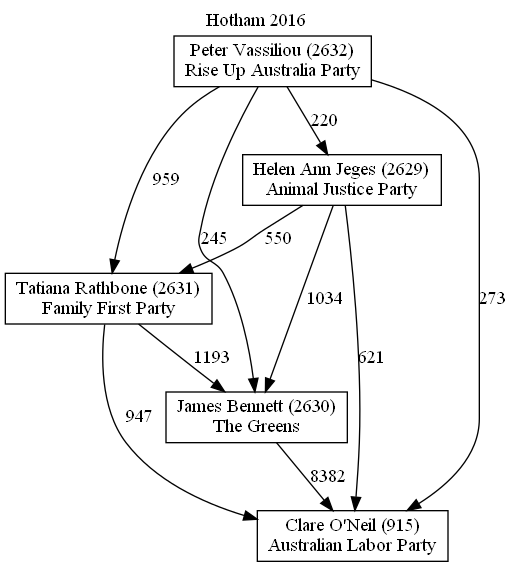 Hotham 2016
Peter Vassiliou (2632)
Rise Up Australia Party
220
Helen Ann Jeges (2629)
Animal Justice Party
959
245
550
Tatiana Rathbone (2631)
Family First Party
1034
273
1193
621
James Bennett (2630)
The Greens
947
8382
Clare O'Neil (915)
Australian Labor Party